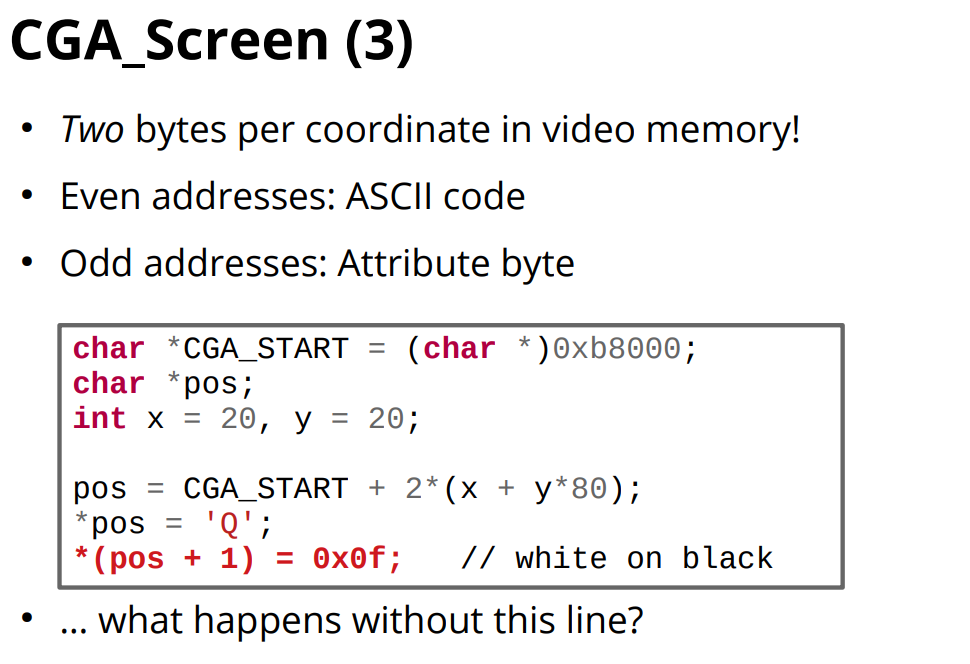 CGA_Screen (3)
• Two bytes per coordinate in video memory!
• Even addresses: ASCII code
• Odd addresses: Attribute byte
char *CGA_START = (char *)0xb8000;
char *pos;
int x = 20, y = 20;
pos = CGA_START + 2*(x + y*80);
*pos = 'Q';
*(pos + 1) = 0x0f;   // white on black
• ... what happens without this line?